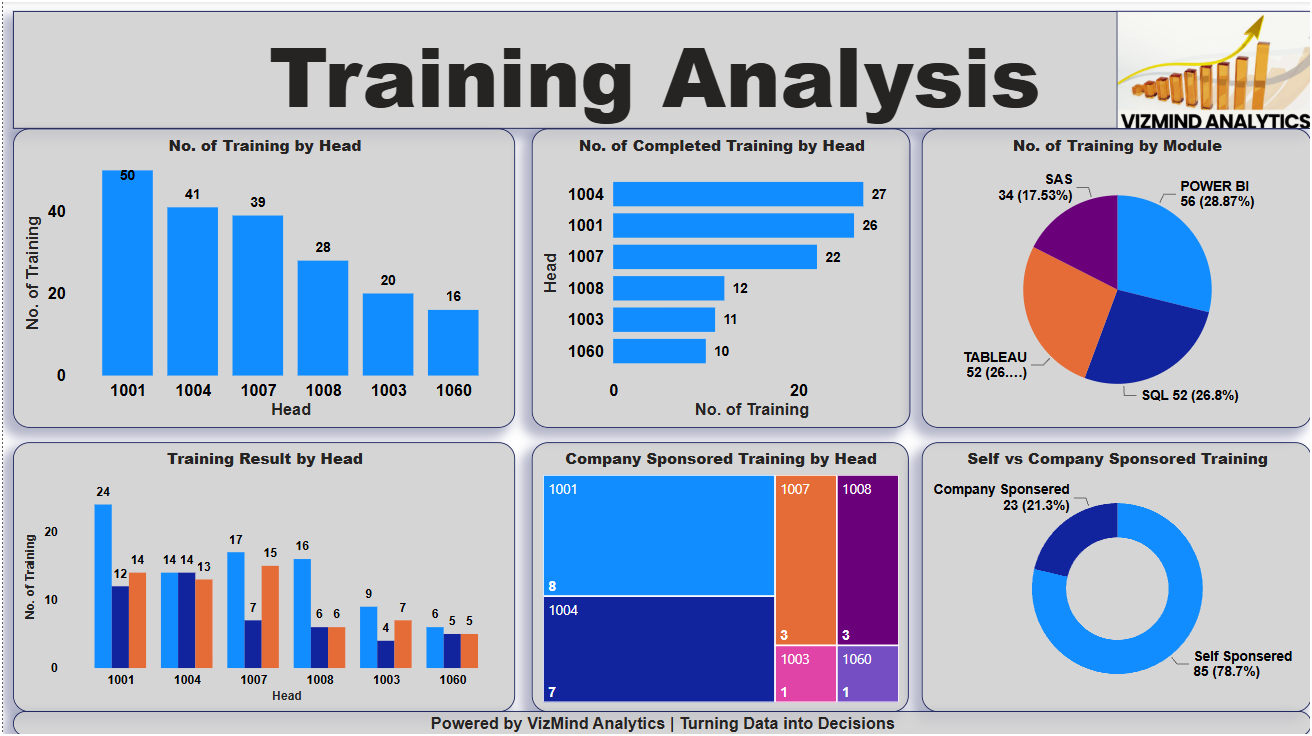 Training Analysis
VIZMIND ANALYTICS
No. of Training by Head
No. of Training
40
20
0
50
41
39
28
20
16
1001 1004 1007 1008 1003 1060
Head
No. of Completed Training by Head
Head
1004 27
1001 26
1007 22
1008 12
1003 11
1060 10
0 20
No. of Training
No. of Training by Module
SAS
34 (17.53%)
POWER BI
56 (28.87%)
TABLEAU
52 (26....)
SQL 52 (26.8%)
Training Result by Head
No. of Training
20
10
0
24 12 14
14 14 13
17 7 15
16 6 6
9 4 7
6 5 5
1001 1004 1007 1008 1003 1060
Head
Company Sponsored Training by Head
1001
8
1004
7
1007
3
1008
3
1003
1
1060
1
Self vs Company Sponsored Training
Company Sponsered
23 (21.3%)
Self Sponsered
85 (78.7%)
Powered by VizMind Analytics | Turning Data into Decisions